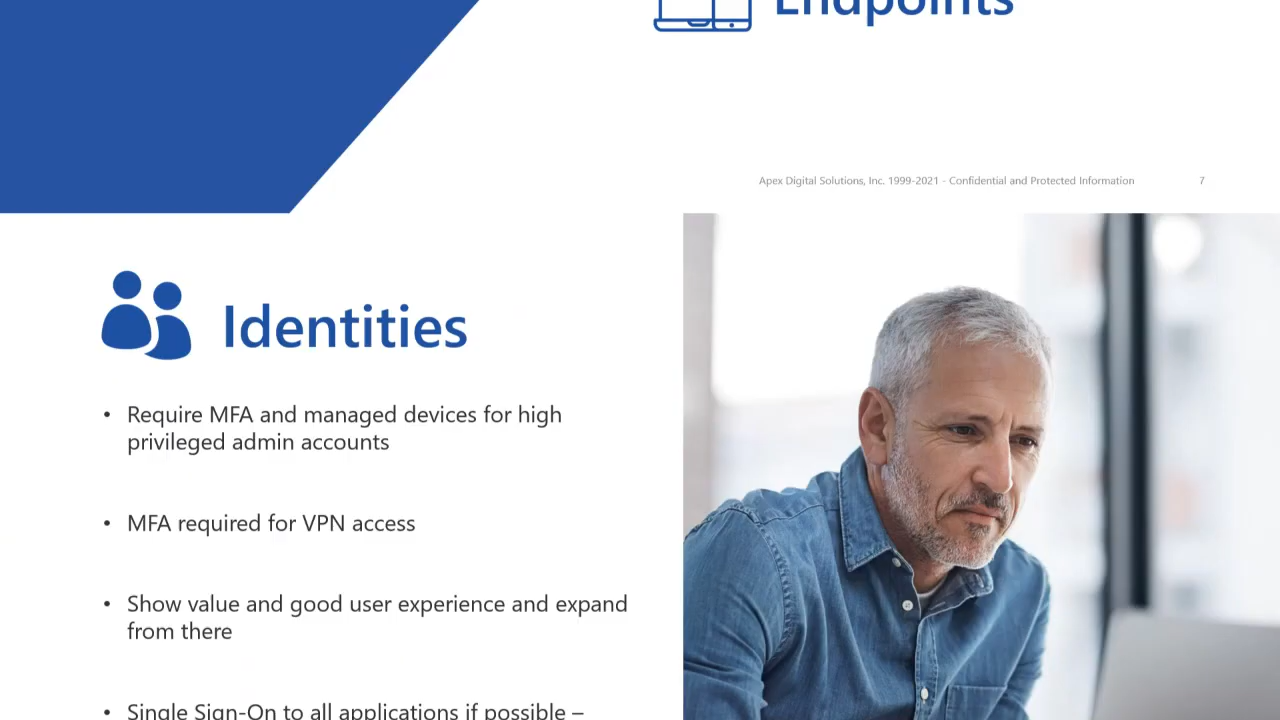 Endpoints
Apex Digital Solutions, Inc. 1999-2021 - Confidential and Protected Information 7
Identities
• Require MFA and managed devices for high
privileged admin accounts
• MFA required for VPN access
• Show value and good user experience and expand
from there
• Single Sign-On to all applications if possible –